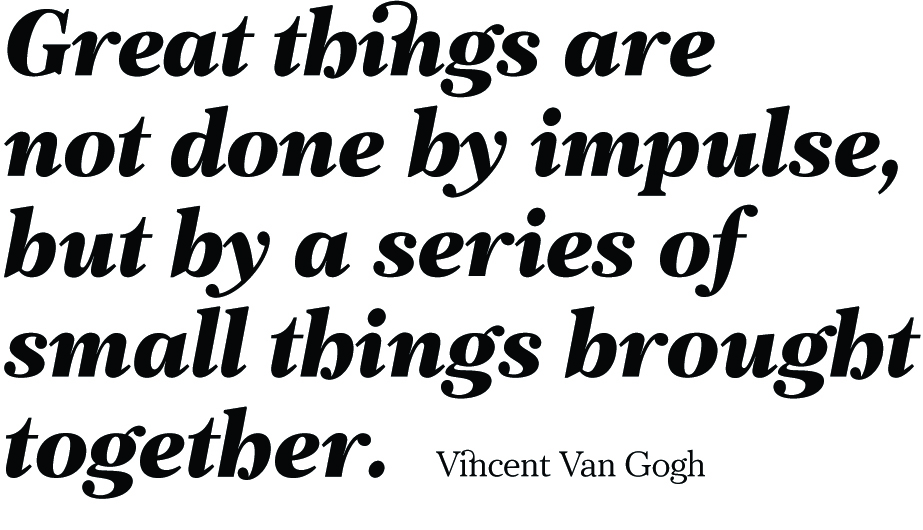 Great things are
not done by impulse,
but by a series of
small things brought
together.
Vincent Van Gogh